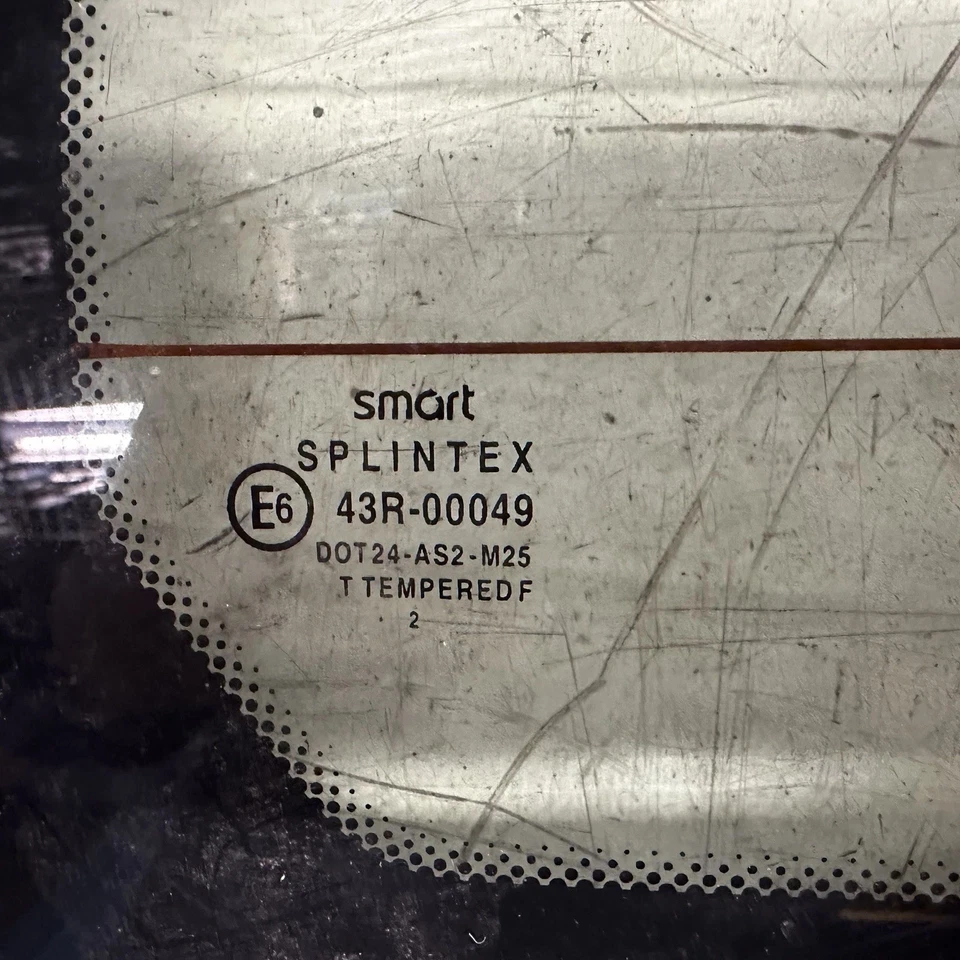 smart
SPLINTEX
E6 43R-00049
DOT24-AS2-M25
T TEMPERED F
2